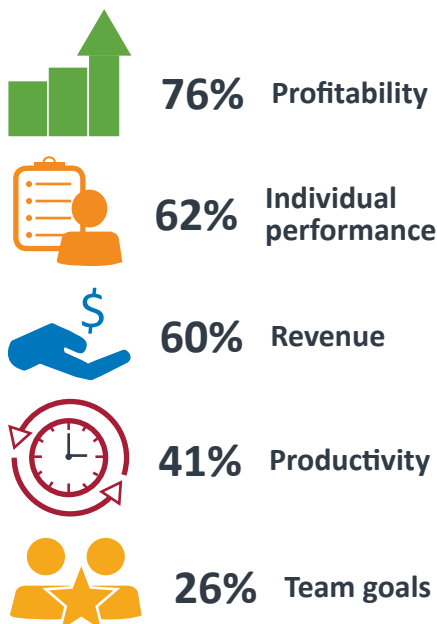 76% Profitability
62% Individual
performance
$
60% Revenue
41% Productivity
26% Team goals